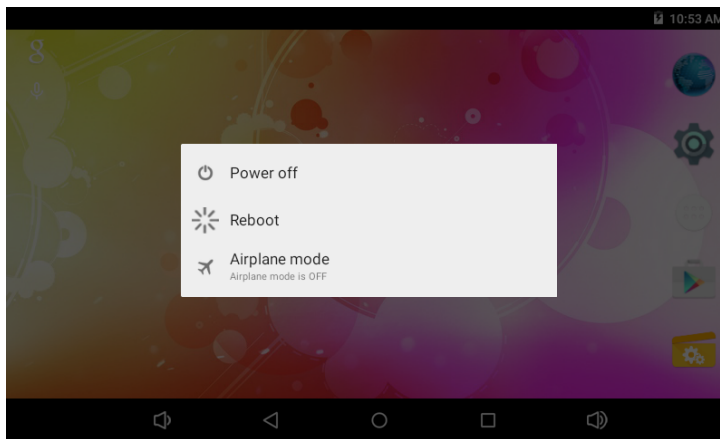 10:53 AM
g
Power off
Reboot
Airplane mode
Airplane mode is OFF